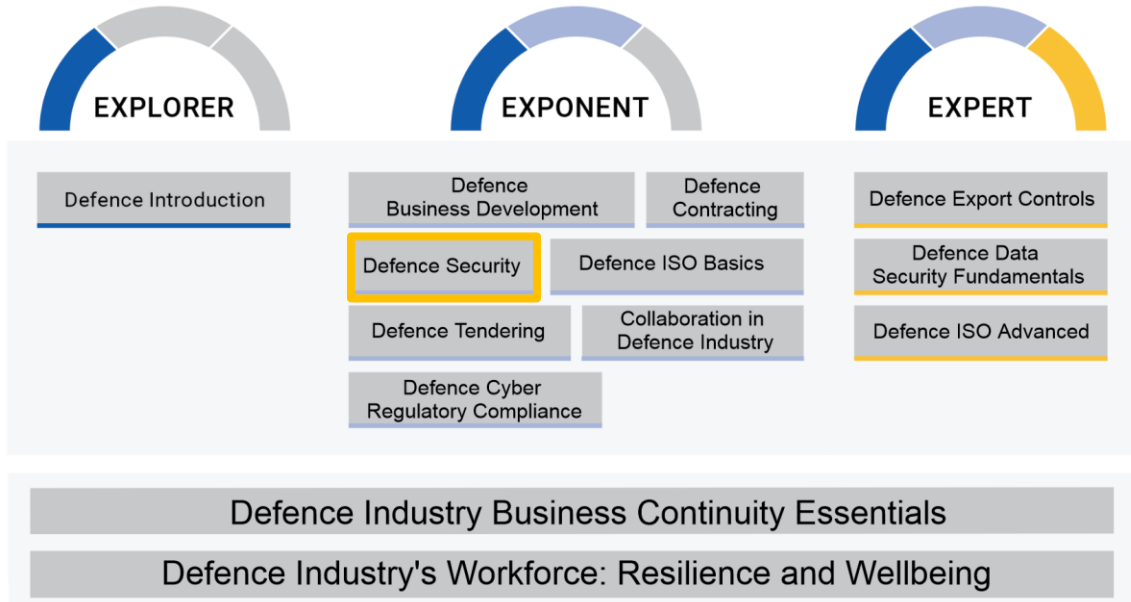 EXPLORER
EXPONENT
EXPERT
Defence Introduction
Defence
Business Development
Defence
Contracting
Defence Export Controls
Defence Security
Defence ISO Basics
Defence Data
Security Fundamentals
Defence Tendering
Collaboration in
Defence Industry
Defence ISO Advanced
Defence Cyber
Regulatory Compliance
Defence Industry Business Continuity Essentials
Defence Industry's Workforce: Resilience and Wellbeing